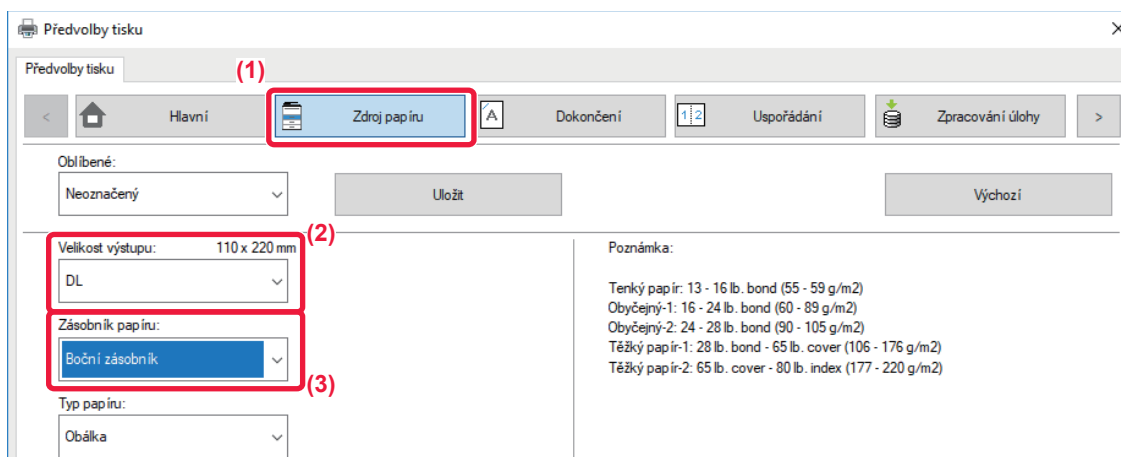 Předvolby tisku
Předvolby tisku
(1)
< Hlavní Zdroj papíru A Dokončení 1 2 Uspořádání Zpracování úlohy >
Oblíbené:
Neoznačený Uložit Výchozí
(2)
Velikost výstupu: 110 x 220 mm
DL
Zásobník papíru:
Boční zásobník
(3)
Typ papíru:
Obálka
Poznámka:
Tenký papír: 13 - 16 lb. bond (55 - 59 g/m2)
Obyčejný-1: 16 - 24 lb. bond (60 - 89 g/m2)
Obyčejný-2: 24 - 28 lb. bond (90 - 105 g/m2)
Těžký papír-1: 28 lb. bond - 65 lb. cover (106 - 176 g/m2)
Těžký papír-2: 65 lb. cover - 80 lb. index (177 - 220 g/m2)